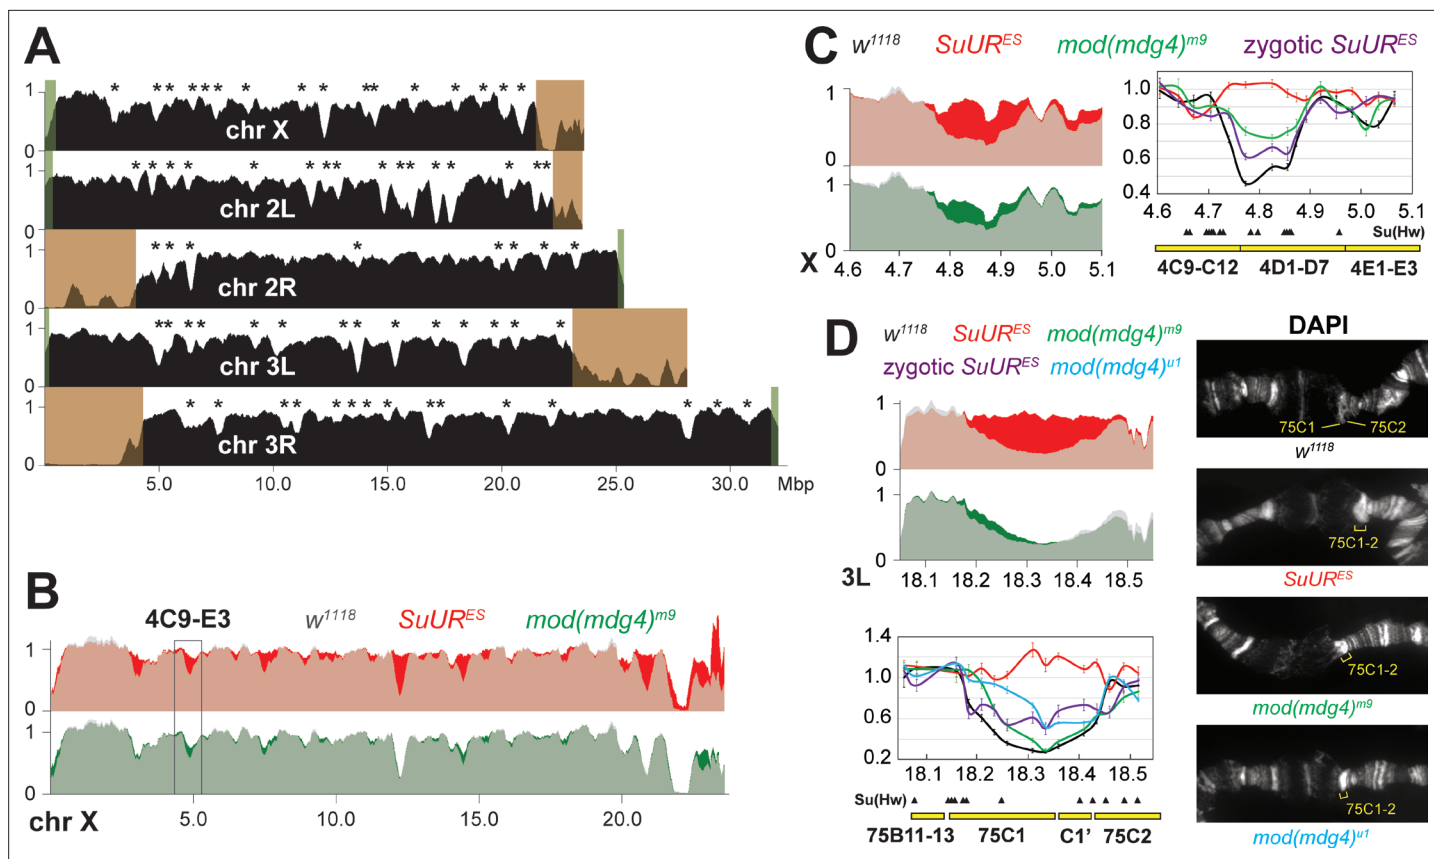 A
1
0
chr X
* * * * * * * * * * * * * * * * *
1
0
chr 2L
* * * * * * * * * * * * * * * * * *
1
0
chr 2R
* * * * * * * *
1
0
chr 3L
* * * * * * * * * * * * * *
1
0
chr 3R
* * * * * * * * * * * * * * *
5.0 10.0 15.0 20.0 25.0 30.0 Mbp
B
4C9-E3 w1118 SuURES mod(mdg4)m9
1
0
1
0
chr X
5.0 10.0 15.0 20.0
C
w1118 SuURES mod(mdg4)m9 zygotic SuURES
1
0
1
0
X
4.6 4.7 4.8 4.9 5.0 5.1
1.0
0.8
0.6
0.4
4.6 4.7 4.8 4.9 5.0 5.1
Su(Hw)
4C9-C12 4D1-D7 4E1-E3
D
w1118 SuURES mod(mdg4)m9
zygotic SuURES mod(mdg4)u1
1
0
1
0
3L
18.1 18.2 18.3 18.4 18.5
1.4
1.0
0.6
0.2
18.1 18.2 18.3 18.4 18.5
Su(Hw)
75B11-13 75C1 C1’ 75C2
DAPI
75C1 75C2
w1118
75C1-2
SuURES
75C1-2
mod(mdg4)m9
75C1-2
mod(mdg4)u1